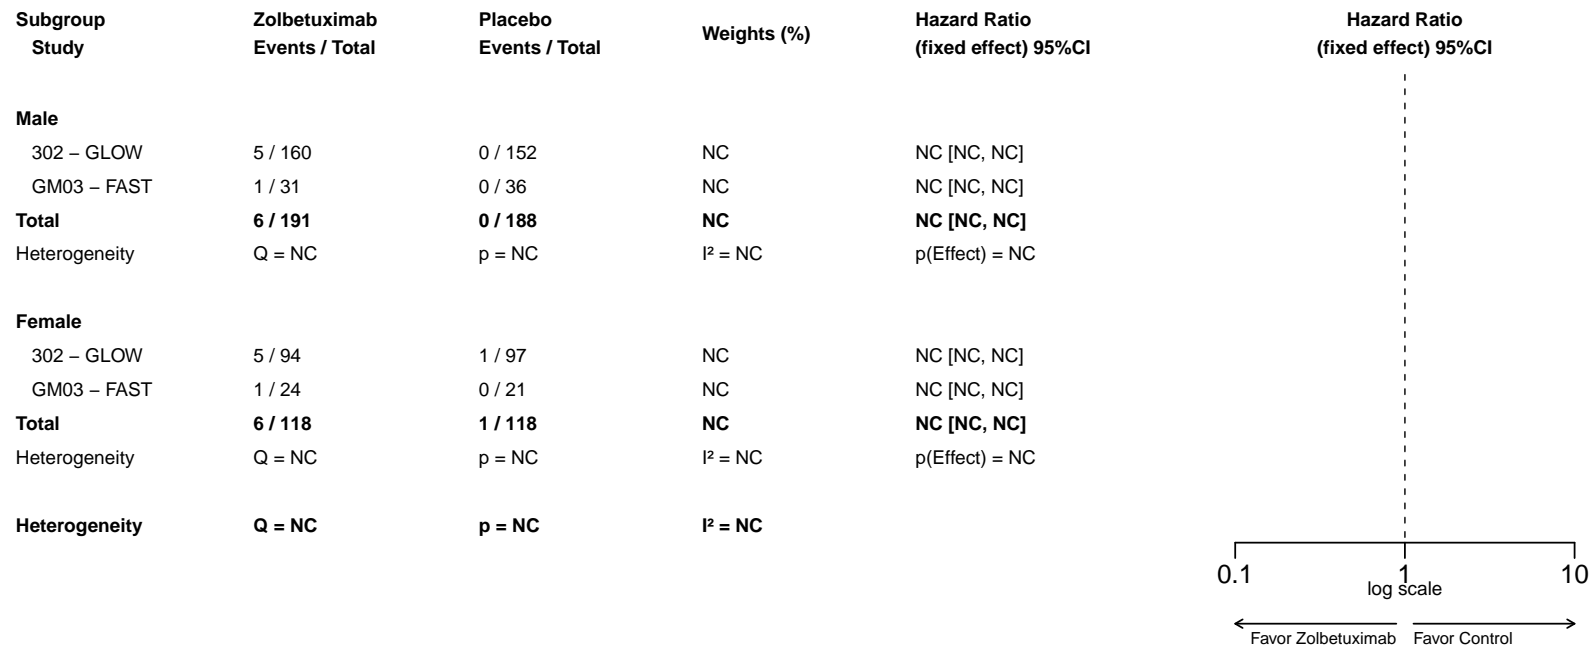 Subgroup Zolbetuximab Placebo Weights (%) Hazard Ratio Hazard Ratio
Study Events / Total Events / Total (fixed effect) 95%CI (fixed effect) 95%CI
Male
302 – GLOW 5 / 160 0 / 152 NC NC [NC, NC]
GM03 – FAST 1 / 31 0 / 36 NC NC [NC, NC]
Total 6 / 191 0 / 188 NC NC [NC, NC]
Heterogeneity Q = NC p = NC I² = NC p(Effect) = NC
Female
302 – GLOW 5 / 94 1 / 97 NC NC [NC, NC]
GM03 – FAST 1 / 24 0 / 21 NC NC [NC, NC]
Total 6 / 118 1 / 118 NC NC [NC, NC]
Heterogeneity Q = NC p = NC I² = NC p(Effect) = NC
Heterogeneity Q = NC p = NC I² = NC
0.1 1 10
log scale
Favor Zolbetuximab Favor Control